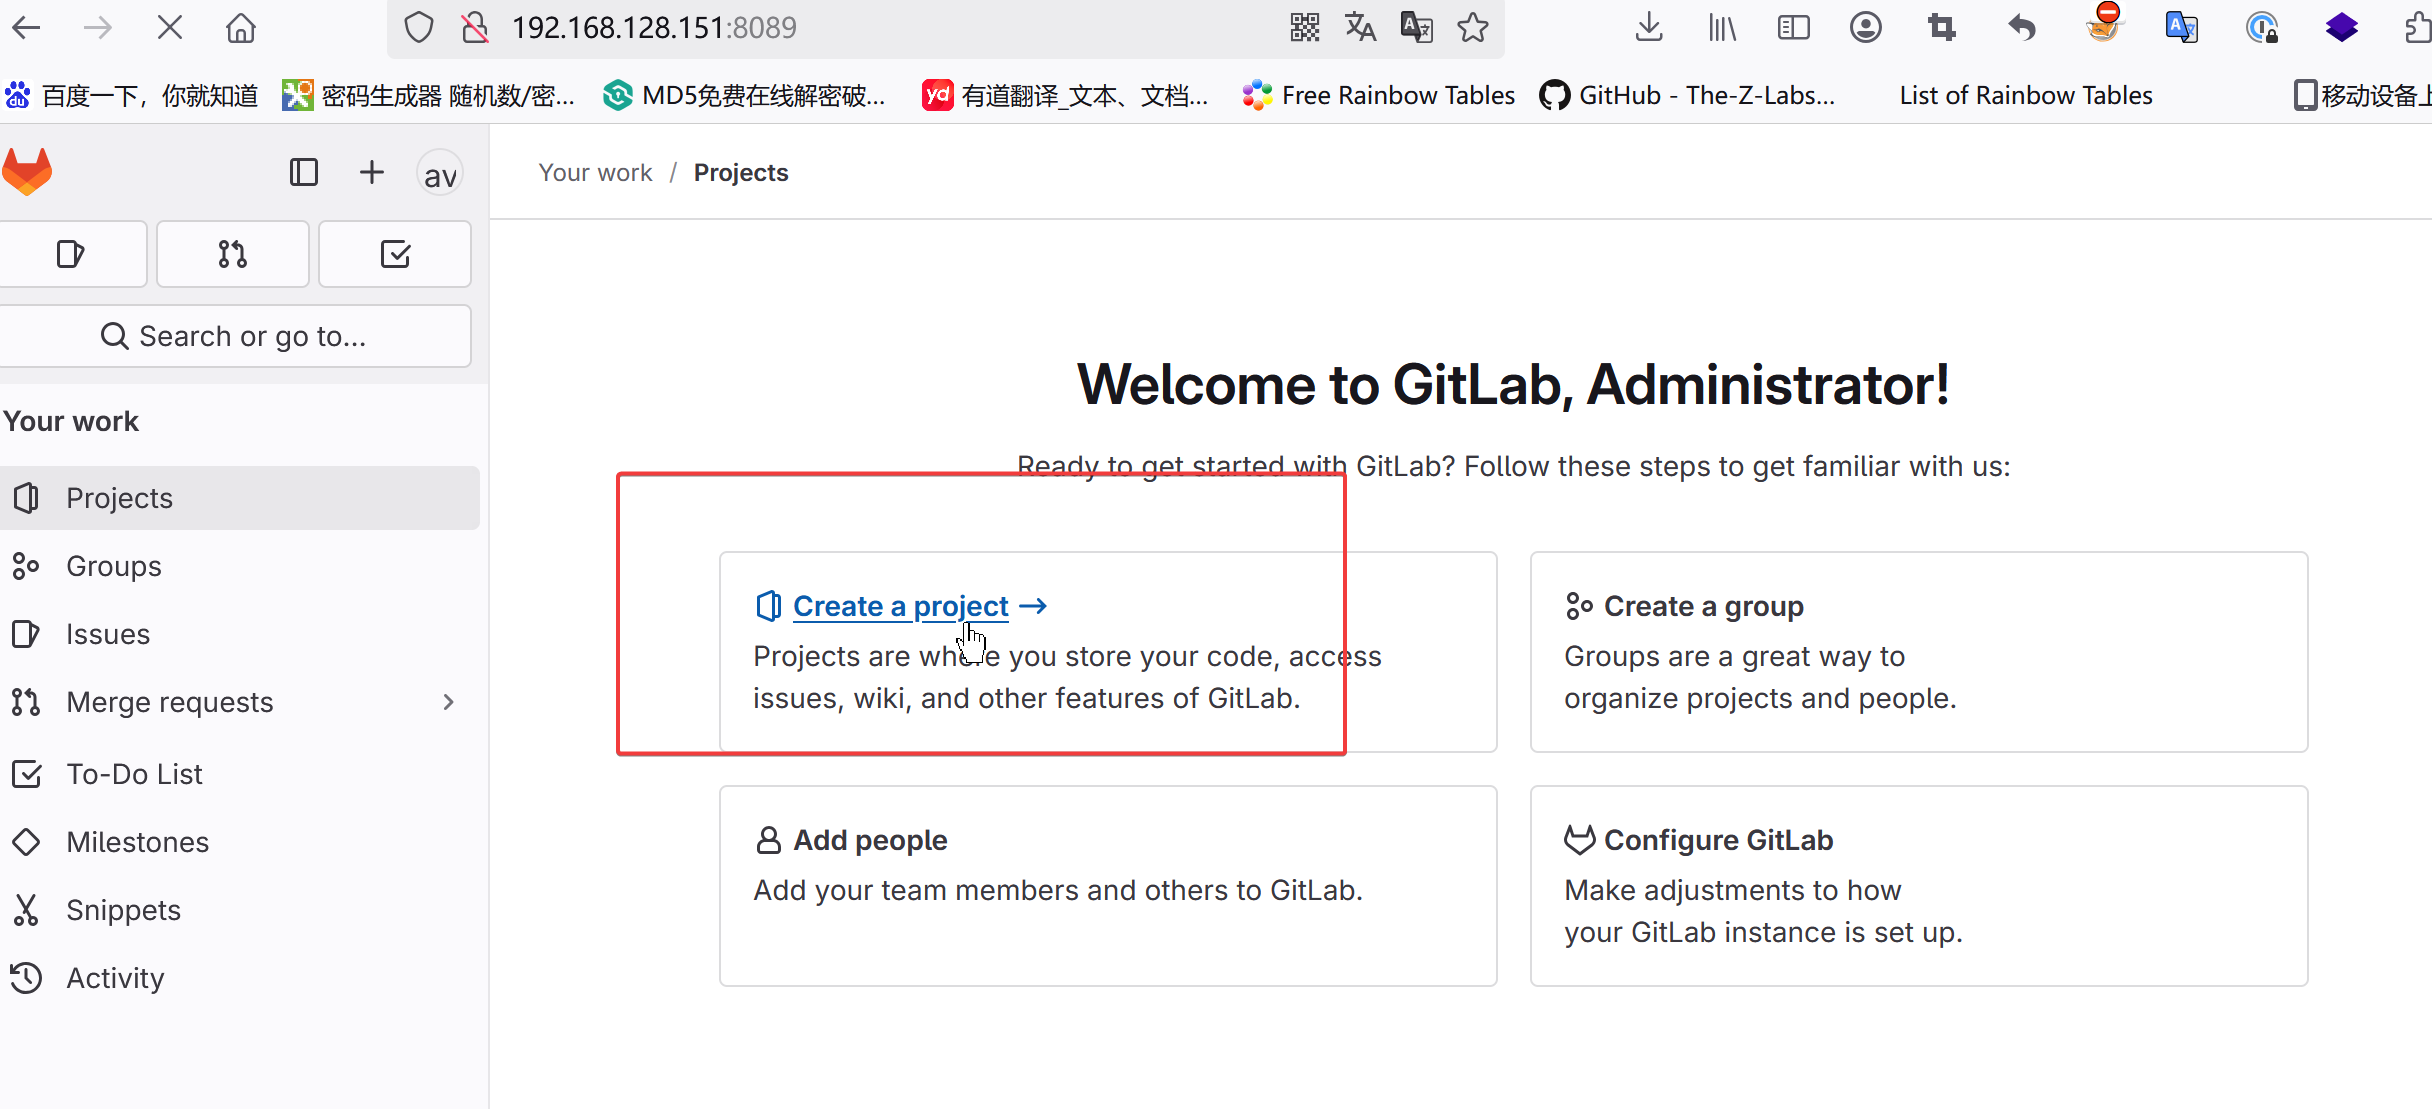 192.168.128.151:8089
百度一下，你就知道 密码生成器 随机数/密... MD5免费在线解密破... 有道翻译_文本、文档... Free Rainbow Tables GitHub - The-Z-Labs... List of Rainbow Tables 移动设备上
av
Your work / Projects
Search or go to...
Your work
Projects
Groups
Issues
Merge requests
To-Do List
Milestones
Snippets
Activity
Welcome to GitLab, Administrator!
Ready to get started with GitLab? Follow these steps to get familiar with us:
Create a project →
Projects are where you store your code, access
issues, wiki, and other features of GitLab.
Create a group
Groups are a great way to
organize projects and people.
Add people
Add your team members and others to GitLab.
Configure GitLab
Make adjustments to how
your GitLab instance is set up.